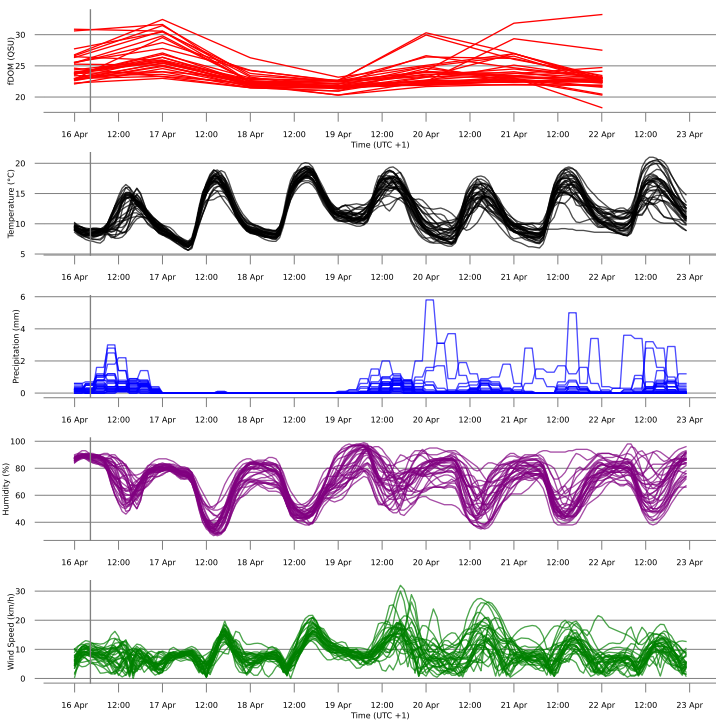 30
25
20
fDOM (QSU)
16 Apr 12:00 17 Apr 12:00 18 Apr 12:00 19 Apr 12:00 20 Apr 12:00 21 Apr 12:00 22 Apr 12:00 23 Apr
Time (UTC +1)
20
15
10
5
Temperature (°C)
16 Apr 12:00 17 Apr 12:00 18 Apr 12:00 19 Apr 12:00 20 Apr 12:00 21 Apr 12:00 22 Apr 12:00 23 Apr
6
4
2
0
Precipitation (mm)
16 Apr 12:00 17 Apr 12:00 18 Apr 12:00 19 Apr 12:00 20 Apr 12:00 21 Apr 12:00 22 Apr 12:00 23 Apr
100
80
60
40
Humidity (%)
16 Apr 12:00 17 Apr 12:00 18 Apr 12:00 19 Apr 12:00 20 Apr 12:00 21 Apr 12:00 22 Apr 12:00 23 Apr
30
20
10
0
Wind Speed (km/h)
16 Apr 12:00 17 Apr 12:00 18 Apr 12:00 19 Apr 12:00 20 Apr 12:00 21 Apr 12:00 22 Apr 12:00 23 Apr
Time (UTC +1)